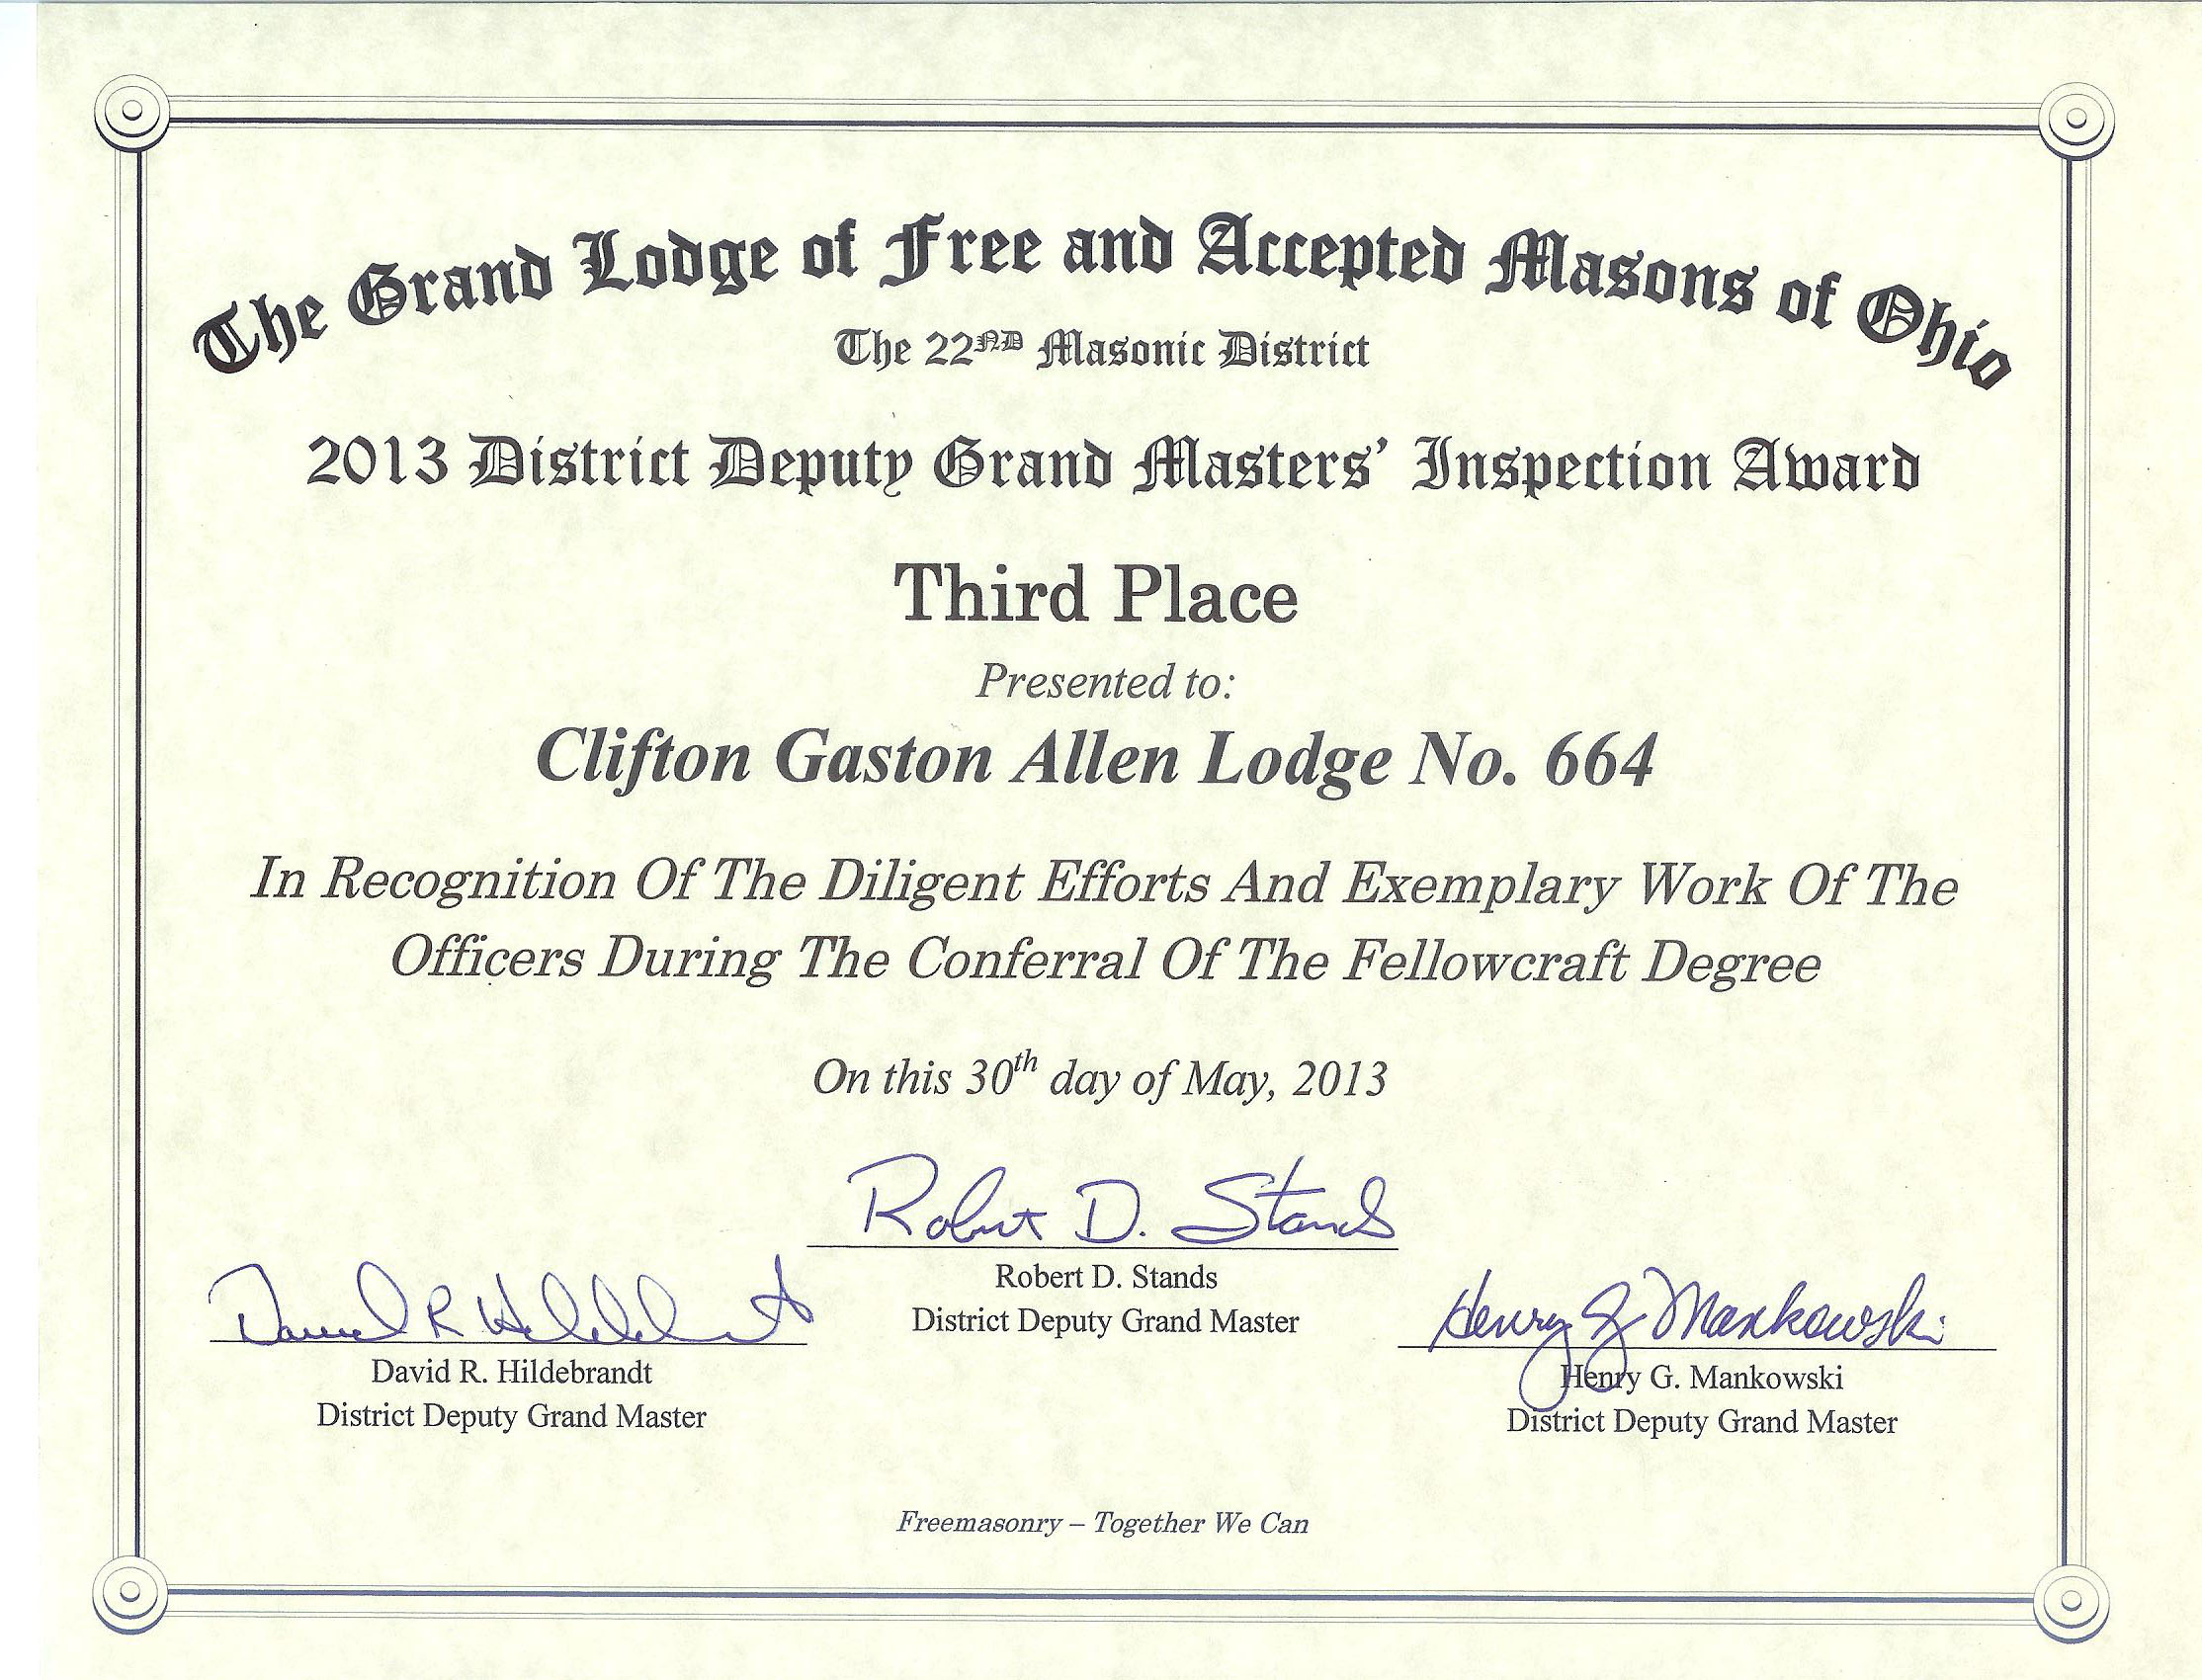 The Grand Lodge of Free and Accepted Masons of Ohio
The 22ND Masonic District
2013 District Deputy Grand Masters' Inspection Award
Third Place
Presented to:
Clifton Gaston Allen Lodge No. 664
In Recognition Of The Diligent Efforts And Exemplary Work Of The
Officers During The Conferral Of The Fellowcraft Degree
On this 30th day of May, 2013
Robert D. Stands
Robert D. Stands
District Deputy Grand Master
David R Hildebrandt
David R. Hildebrandt
District Deputy Grand Master
Henry G Mankowski
Henry G. Mankowski
District Deputy Grand Master
Freemasonry – Together We Can